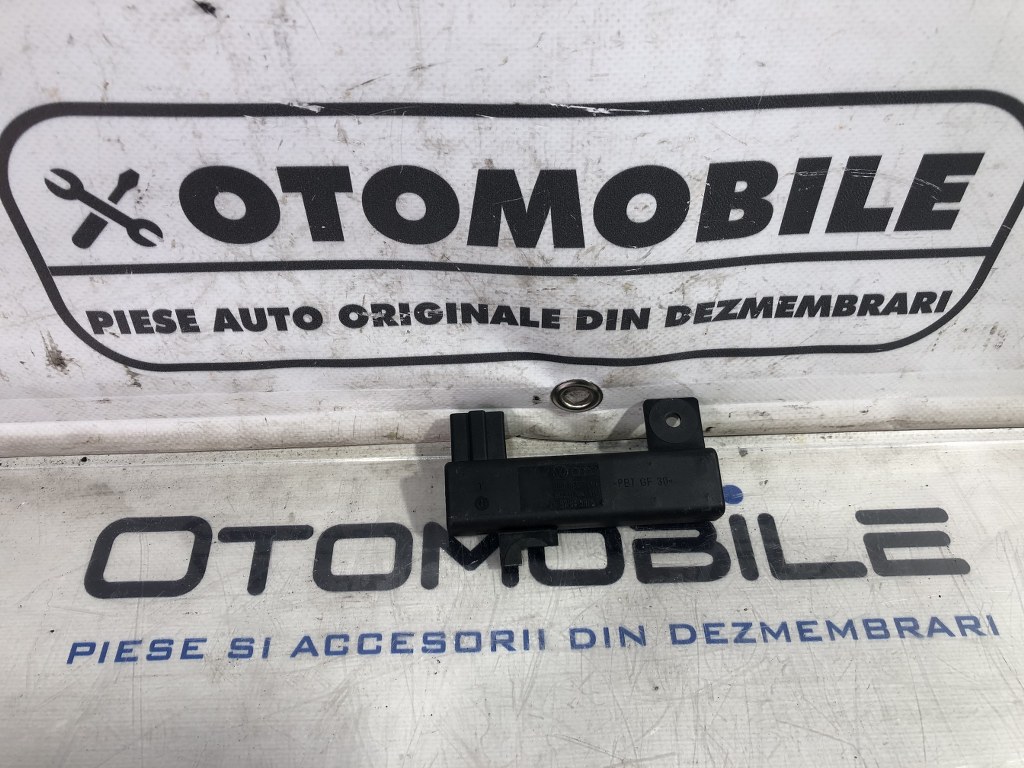 OTOMOBILE
PIESE AUTO ORIGINALE DIN DEZMEMBRARI
OTOMOBILE
PIESE SI ACCESORII DIN DEZMEMBRARI